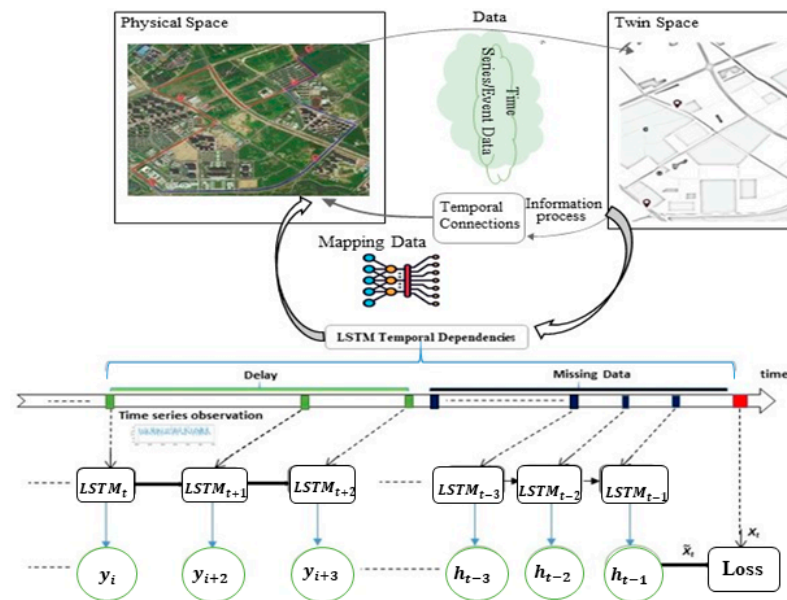 Physical Space
Data
Twin Space
Time
Series/Event Data
Temporal
Connections
Information
process
Mapping Data
LSTM Temporal Dependencies
Delay
Missing Data
time
Time series observation
LSTMₜ
LSTMₜ₊₁
LSTMₜ₊₂
LSTMₜ₋₃
LSTMₜ₋₂
LSTMₜ₋₁
xₜ
x̃ₜ
yᵢ
yᵢ₊₂
yᵢ₊₃
hₜ₋₃
hₜ₋₂
hₜ₋₁
Loss